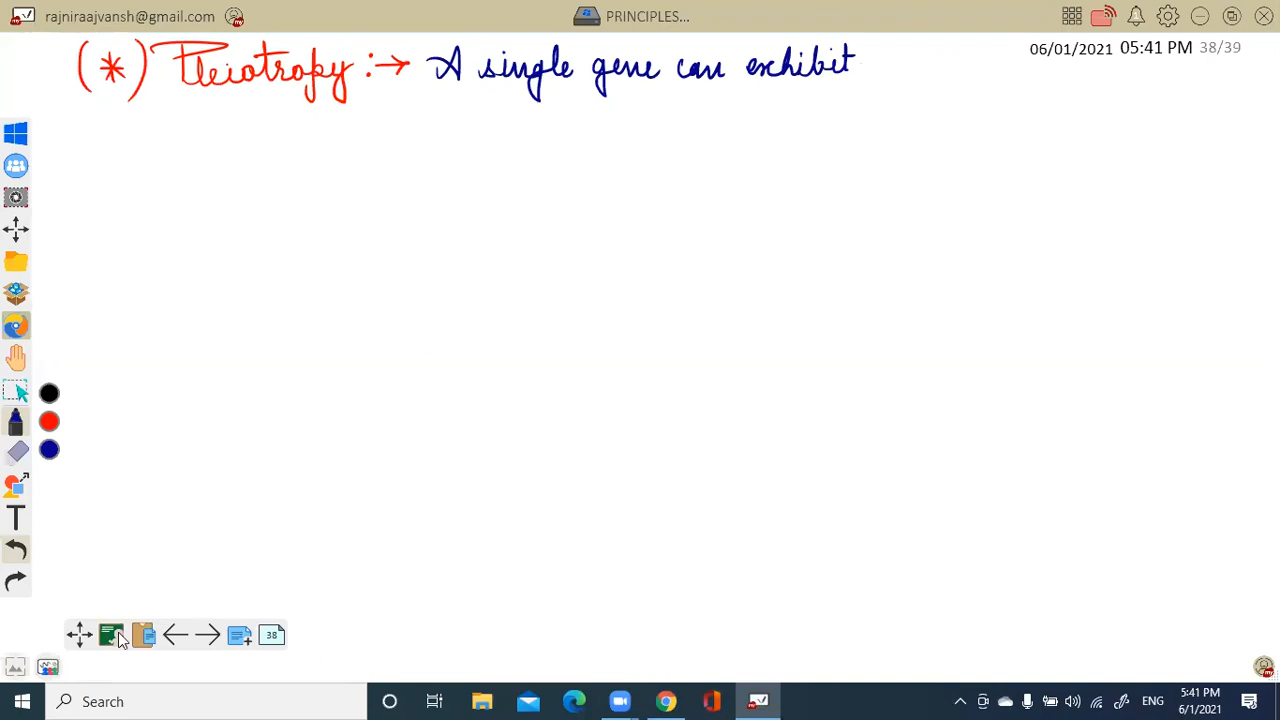 rajniraajvansh@gmail.com
PRINCIPLES...
06/01/2021 05:41 PM 38/39
(*) Pleiotropy :→ A single gene can exhibit
T
38
Search
ENG
5:41 PM
6/1/2021